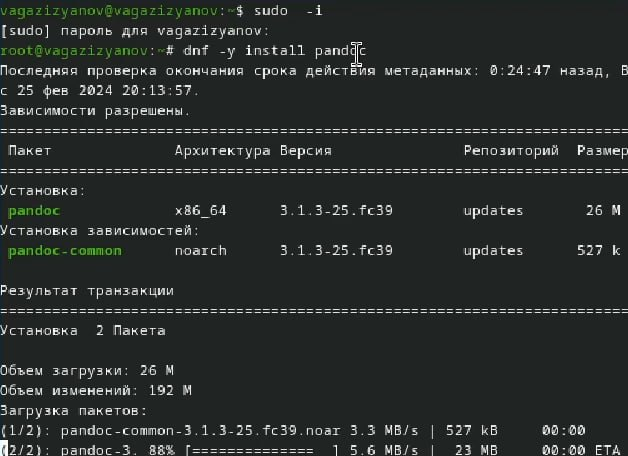 vagazizyanov@vagazizyanov:~$ sudo  -i
[sudo] пароль для vagazizyanov:
root@vagazizyanov:~# dnf -y install pandoc
Последняя проверка окончания срока действия метаданных: 0:24:47 назад, В
с 25 фев 2024 20:13:57.
Зависимости разрешены.
================================================================================
Пакет Архитектура Версия Репозиторий Размер
================================================================================
Установка:
pandoc x86_64 3.1.3-25.fc39 updates 26 M
Установка зависимостей:
pandoc-common noarch 3.1.3-25.fc39 updates 527 k
Результат транзакции
================================================================================
Установка  2 Пакета
Объем загрузки: 26 M
Объем изменений: 192 M
Загрузка пакетов:
(1/2): pandoc-common-3.1.3-25.fc39.noar 3.3 MB/s | 527 kB     00:00
(2/2): pandoc-3. 88% [==============  ] 5.6 MB/s |  23 MB     00:00 ETA